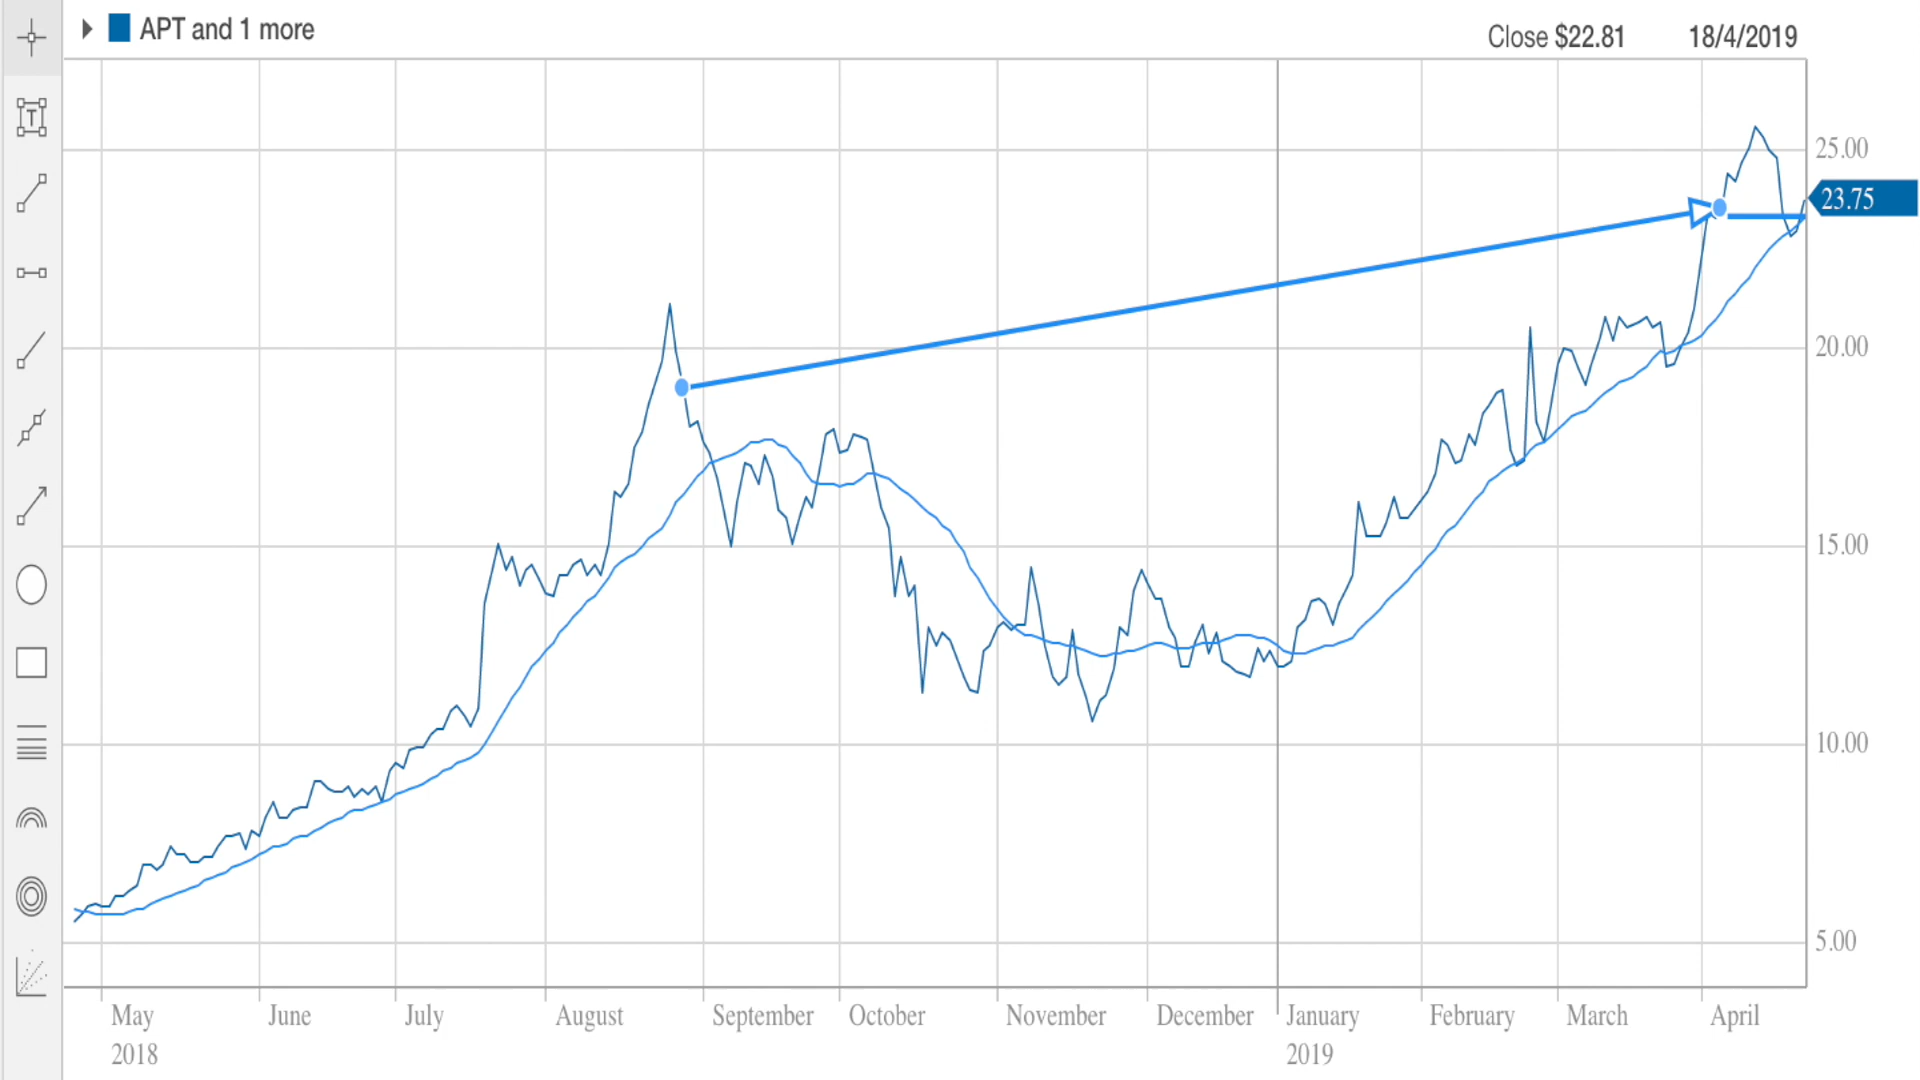 APT and 1 more
Close $22.81 18/4/2019
T
25.00
23.75
20.00
15.00
10.00
5.00
May June July August September October November December January February March April
2018 2019